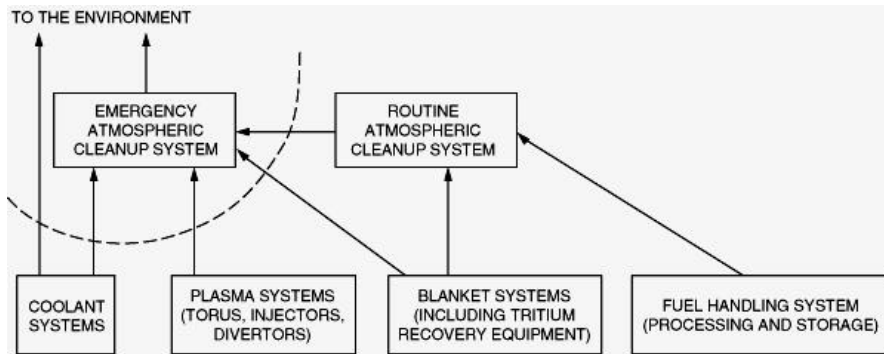 TO THE ENVIRONMENT
EMERGENCY
ATMOSPHERIC
CLEANUP SYSTEM
ROUTINE
ATMOSPHERIC
CLEANUP SYSTEM
COOLANT
SYSTEMS
PLASMA SYSTEMS
(TORUS, INJECTORS,
DIVERTORS)
BLANKET SYSTEMS
(INCLUDING TRITIUM
RECOVERY EQUIPMENT)
FUEL HANDLING SYSTEM
(PROCESSING AND STORAGE)